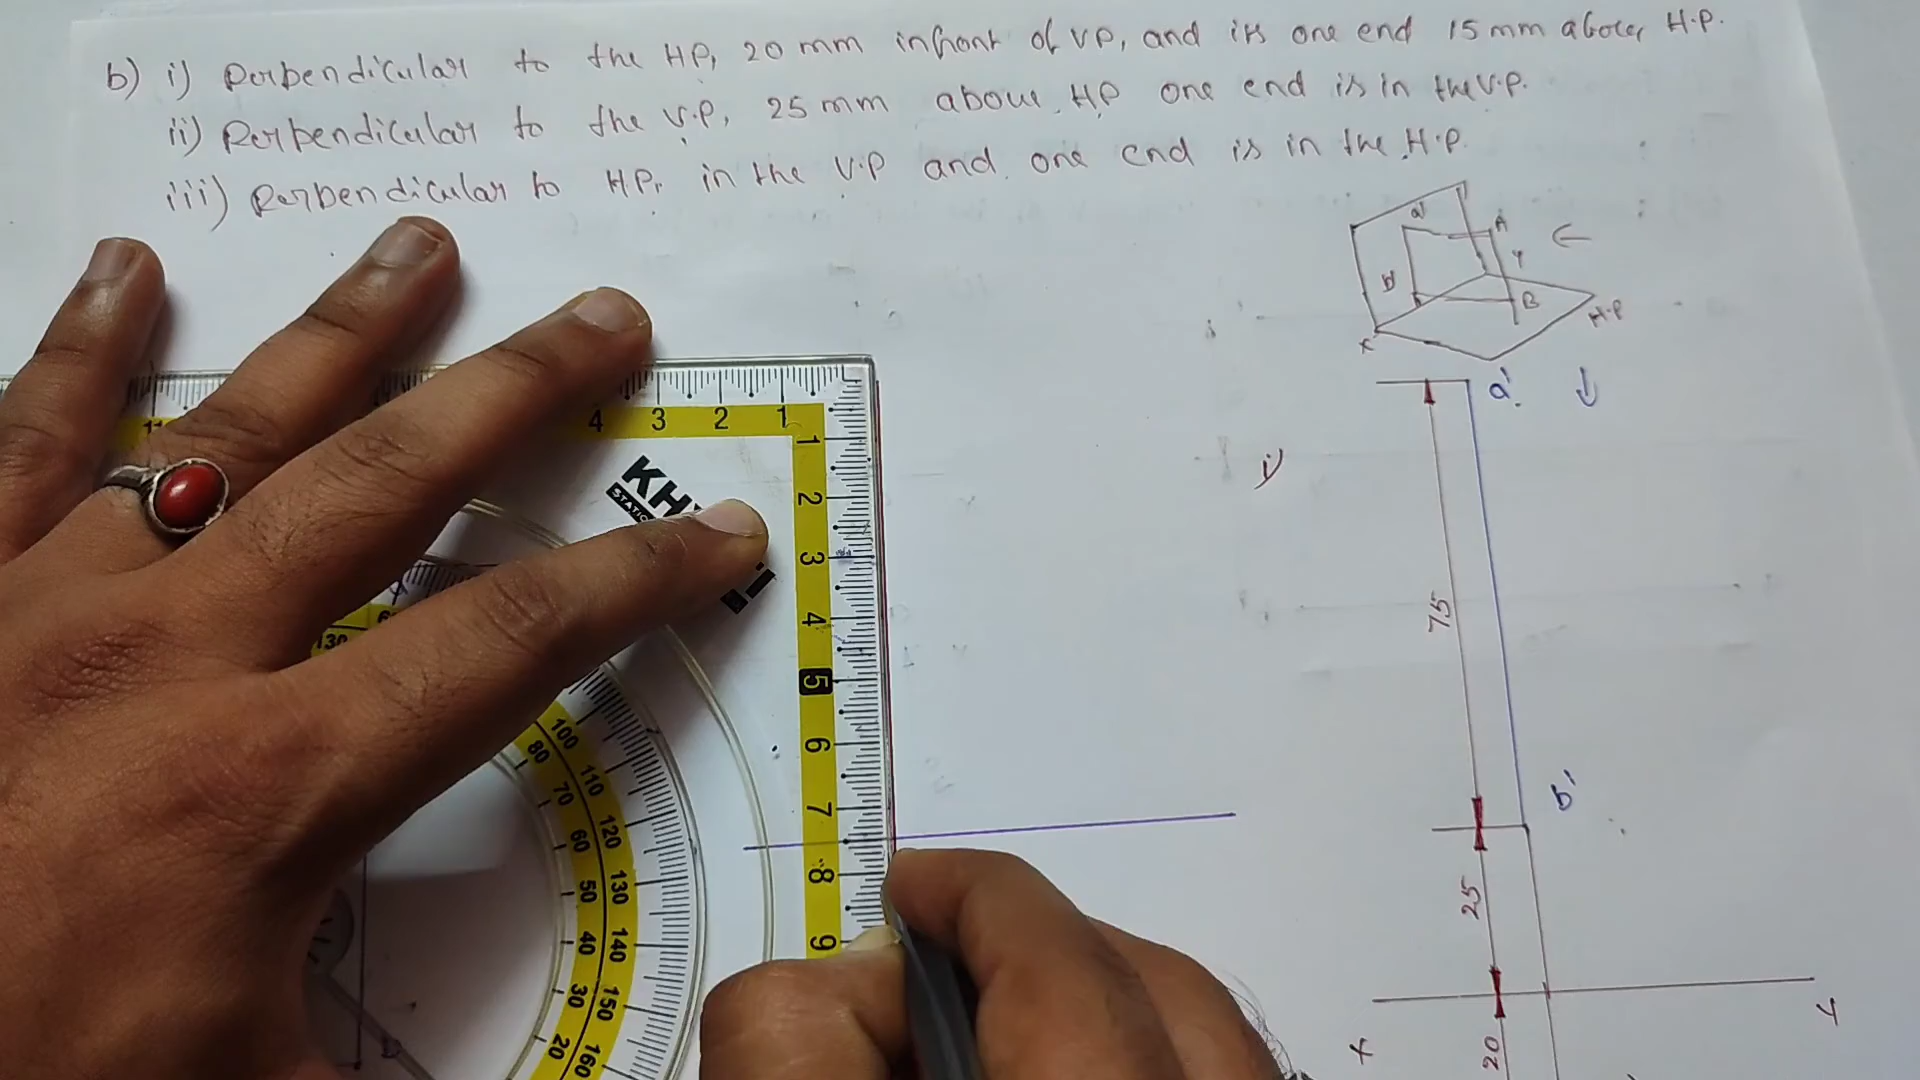 b) i) Perpendicular to the HP, 20 mm infront of VP, and its one end 15 mm above H.P.
ii) Perpendicular to the V.P, 25 mm above HP one end is in the V.P.
iii) Perpendicular to H.P, in the V.P and one end is in the H.P.
a' A
Y
b' B
H.P
X
a'
i)
75
b'
25
X Y
20
11 4 3 2 1
1
2
3
4
5
6
7
8
9
130
100 110 120 130 140 150 160
80 70 60 50 40 30 20